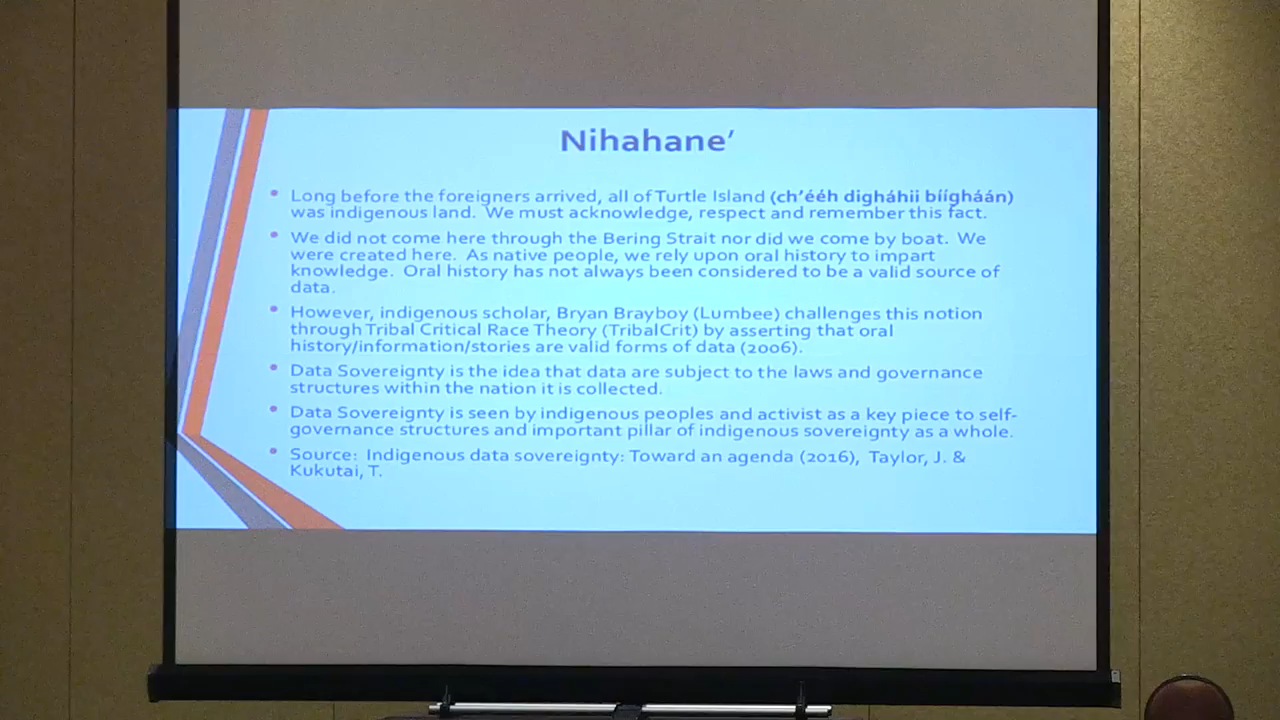 Nihahane’
• Long before the foreigners arrived, all of Turtle Island (ch’ééh digháhii bíígháán)
was indigenous land. We must acknowledge, respect and remember this fact.
• We did not come here through the Bering Strait nor did we come by boat. We
were created here. As native people, we rely upon oral history to impart
knowledge. Oral history has not always been considered to be a valid source of
data.
• However, indigenous scholar, Bryan Brayboy (Lumbee) challenges this notion
through Tribal Critical Race Theory (TribalCrit) by asserting that oral
history/information/stories are valid forms of data (2006).
• Data Sovereignty is the idea that data are subject to the laws and governance
structures within the nation it is collected.
• Data Sovereignty is seen by indigenous peoples and activist as a key piece to self-
governance structures and important pillar of indigenous sovereignty as a whole.
• Source: Indigenous data sovereignty: Toward an agenda (2016), Taylor, J. &
Kukutai, T.